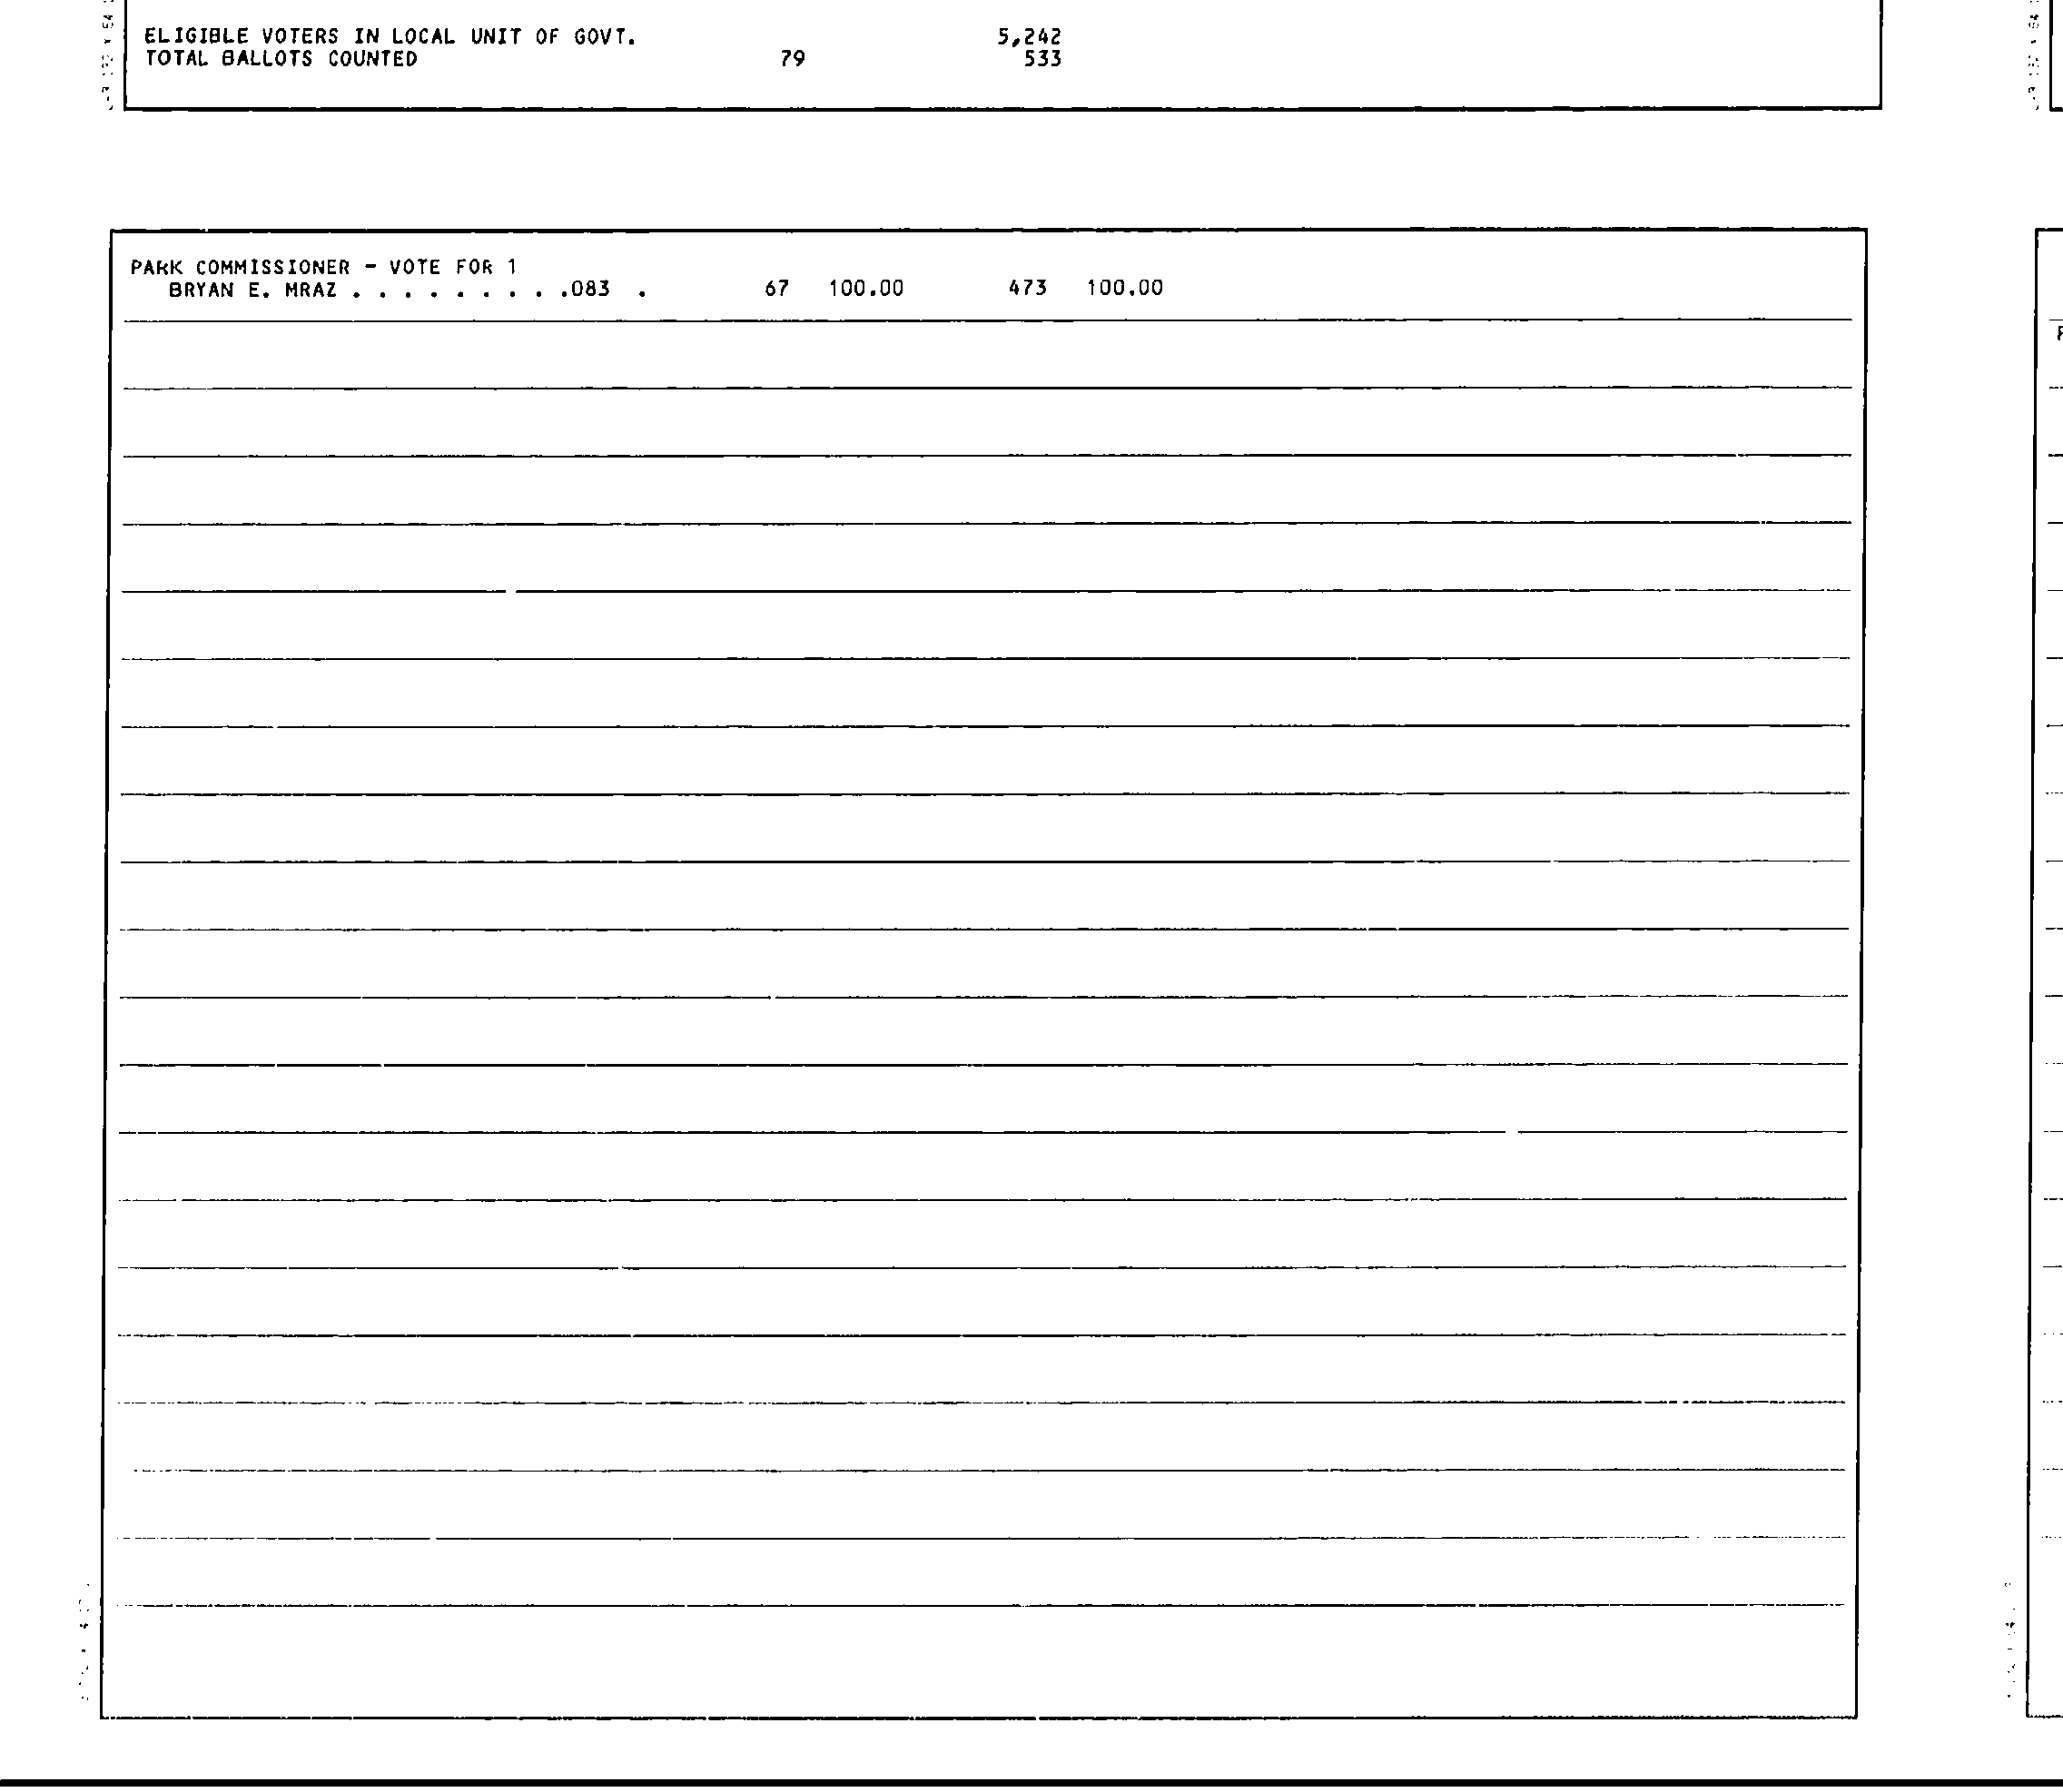 ELIGIBLE VOTERS IN LOCAL UNIT OF GOVT. 5,242
TOTAL BALLOTS COUNTED 79 533
PARK COMMISSIONER - VOTE FOR 1
BRYAN E. MRAZ . . . . . . . . . .083 . 67 100.00 473 100.00